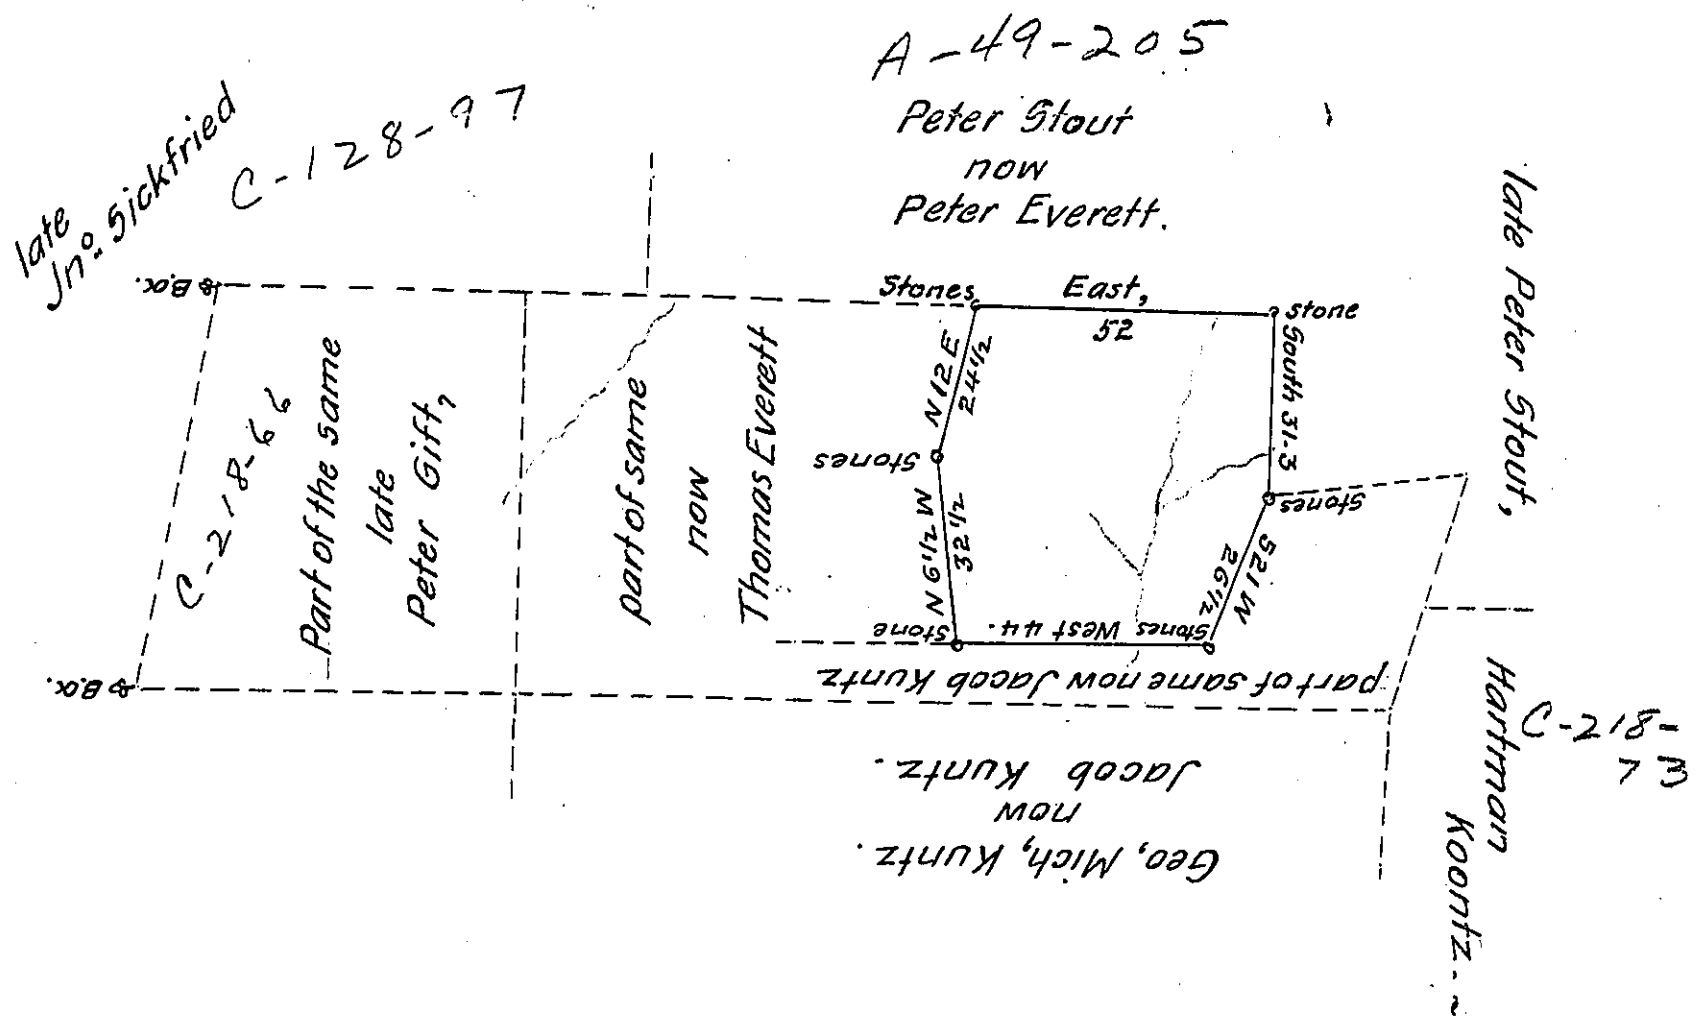 A-49-205
Peter Stout
now
Peter Everett.
late
Jno. Sickfried
C-128-97
B.O.
Stones
East,
52
Stone
South 31.3
late Peter Stout,
N 12 E
24 1/2
Stones
Stones
N 6 1/2 W
32 1/2
S 21 W
26 1/2
Stone
West 44.
Stones
C-218-66
Part of the same
late
Peter Gift,
part of same
now
Thomas Everett
B.O.
part of same now Jacob Kuntz
Geo, Mich, Kuntz.
now
Jacob Kuntz.
Hartman
Koontz.
C-218-
73